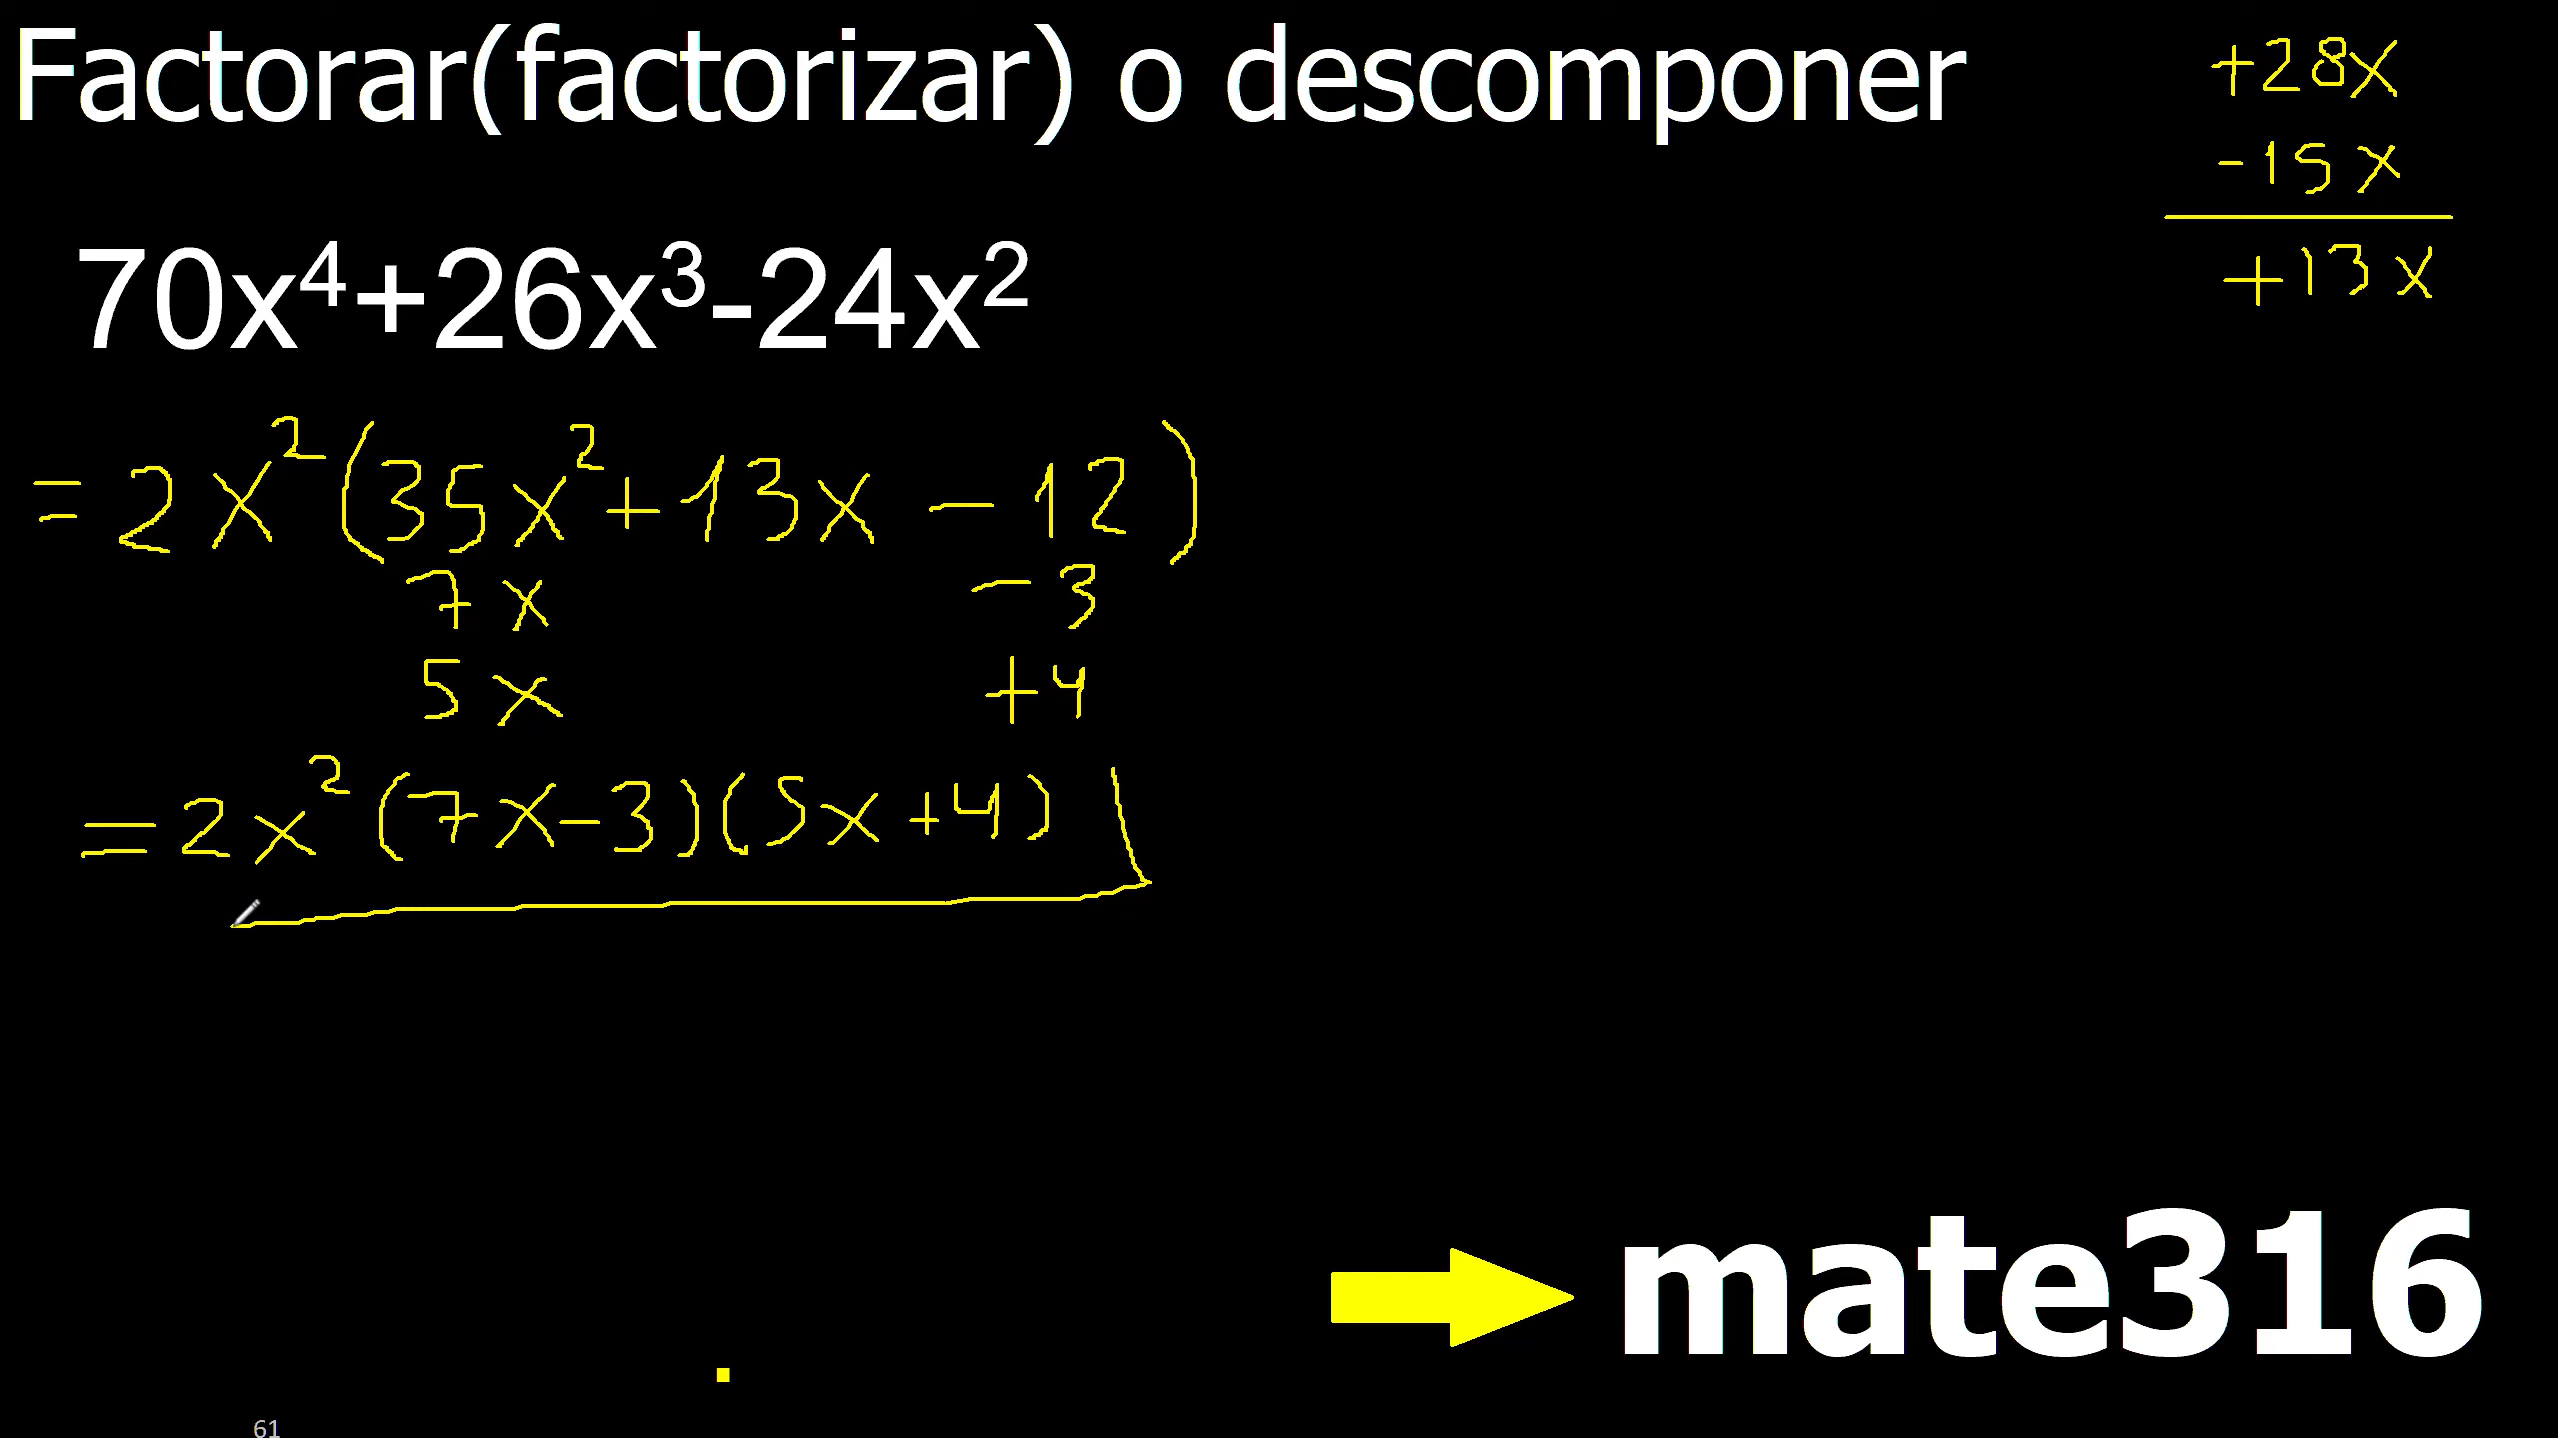 Factorar(factorizar) o descomponer
+28x
-15x
+13x
70x⁴+26x³-24x²
=2x²(35x²+13x-12)
7x -3
5x +4
=2x²(7x-3)(5x+4)
mate316
.
61